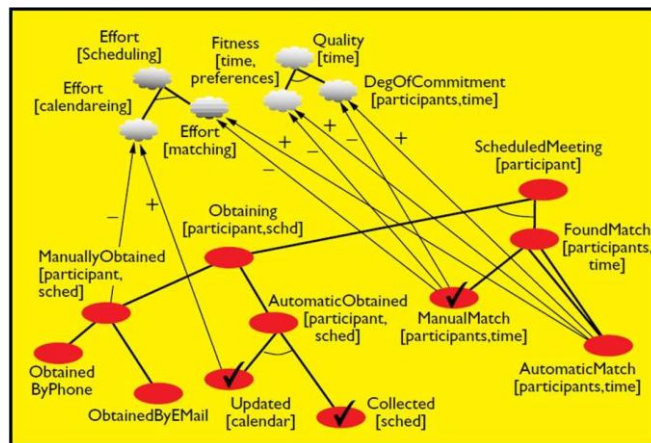 Effort
[Scheduling]
Fitness
[time,
preferences]
Quality
[time]
DegOfCommitment
[participants,time]
Effort
[calendareing]
Effort
[matching]
+
+
+
+
−
−
−
−
+
ScheduledMeeting
[participant]
Obtaining
[participant,schd]
FoundMatch
[participants,
time]
ManuallyObtained
[participant,
sched]
AutomaticObtained
[participant,
sched]
ManualMatch
[participants,time]
AutomaticMatch
[participants,time]
Obtained
ByPhone
ObtainedByEMail
Updated
[calendar]
Collected
[sched]